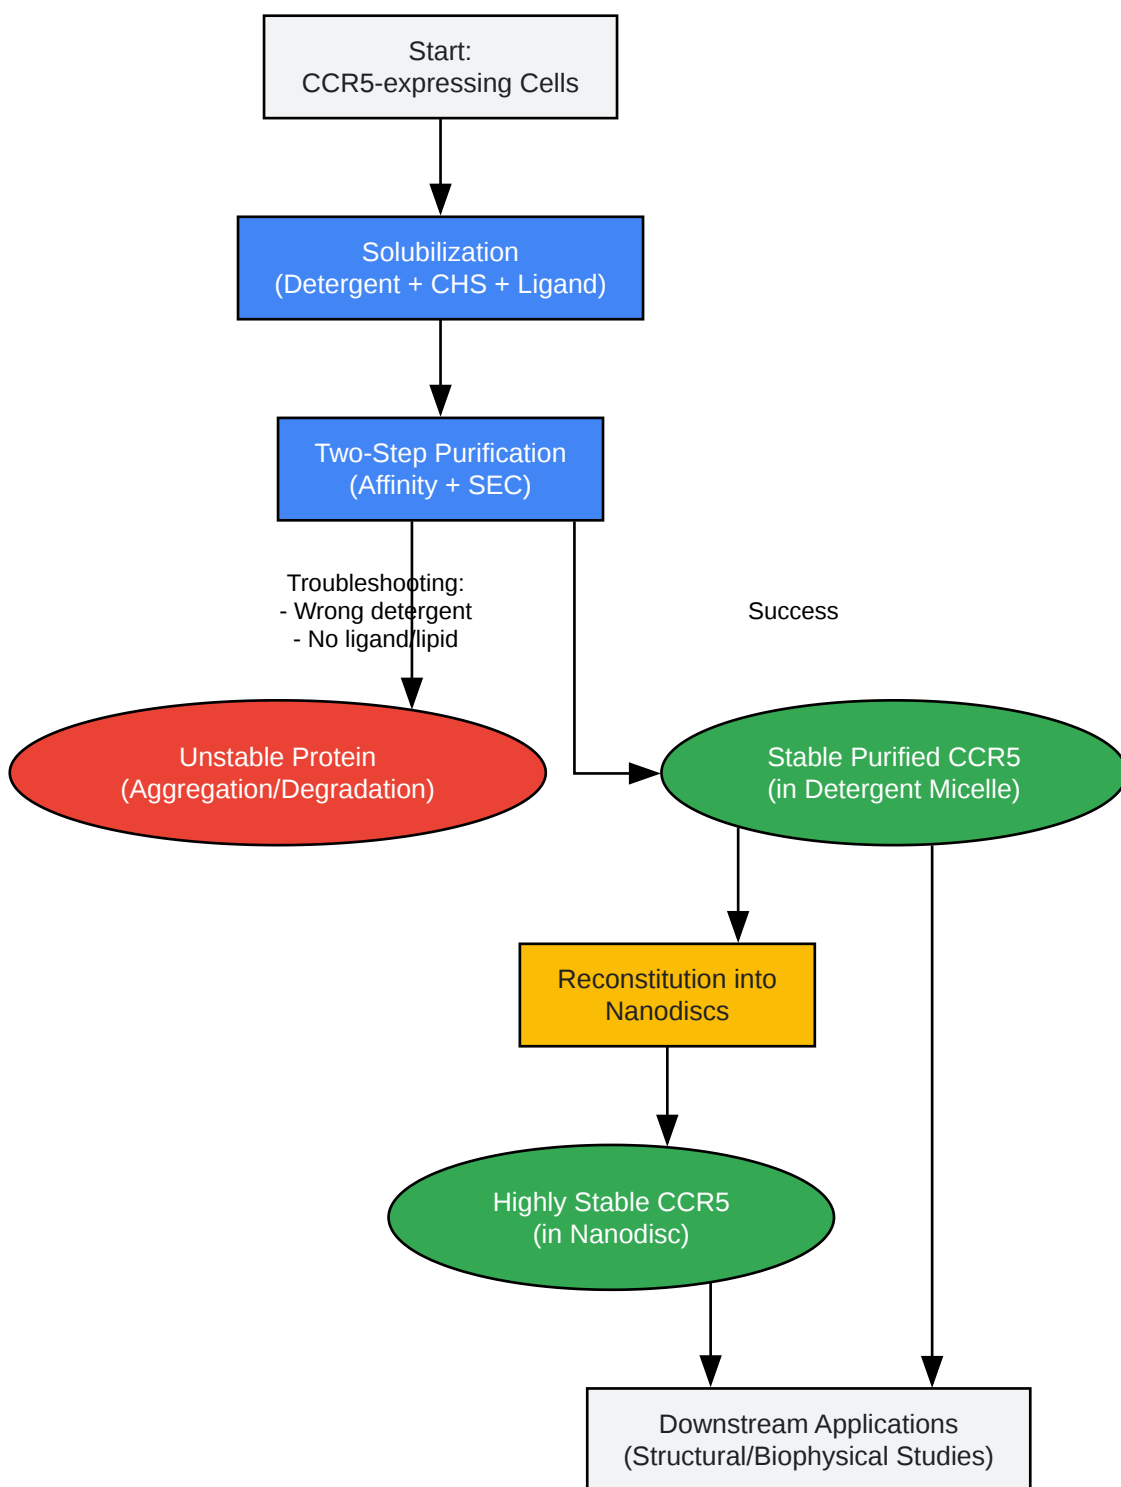 Start:
CCR5-expressing Cells
Solubilization
(Detergent + CHS + Ligand)
Two-Step Purification
(Affinity + SEC)
Troubleshooting:
- Wrong detergent
- No ligand/lipid
Success
Unstable Protein
(Aggregation/Degradation)
Stable Purified CCR5
(in Detergent Micelle)
Reconstitution into
Nanodiscs
Highly Stable CCR5
(in Nanodisc)
Downstream Applications
(Structural/Biophysical Studies)